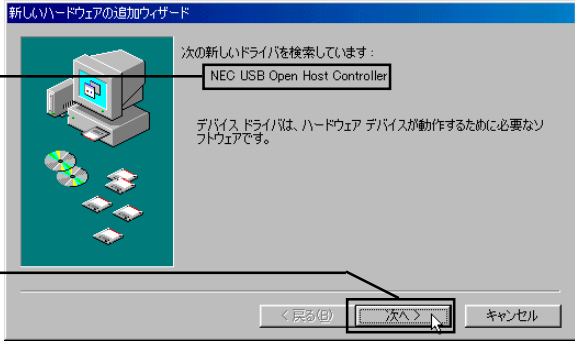 新しいハードウェアの追加ウィザード
次の新しいドライバを検索しています:
NEC USB Open Host Controller
デバイス ドライバは、ハードウェア デバイスが動作するために必要なソ
フトウェアです。
< 戻る(B)
次へ >
キャンセル